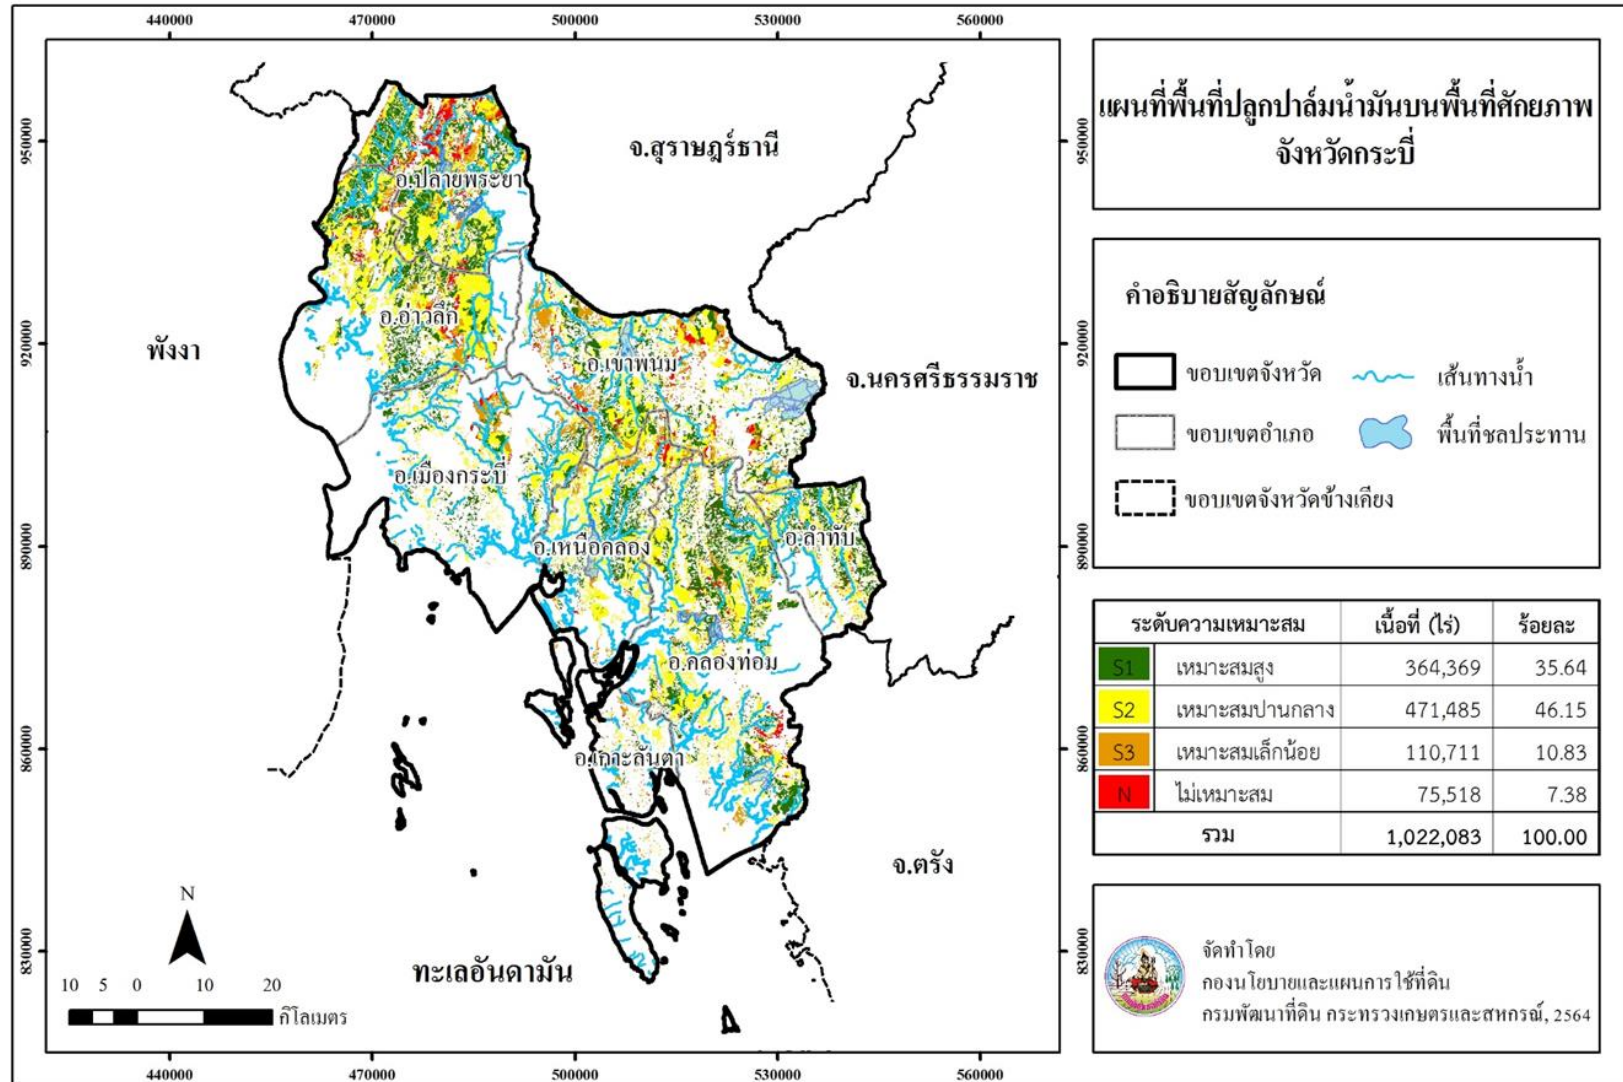 440000 470000 500000 530000 560000
แผนที่พื้นที่ปลูกปาล์มน้ำมันบนพื้นที่ศักยภาพ
จังหวัดกระบี่
950000 950000
920000 920000
890000 890000
860000 860000
830000 830000
จ.สุราษฎร์ธานี
อ.ปลายพระยา
อ.อ่าวลึก
พังงา
อ.เขาพนม
จ.นครศรีธรรมราช
อ.เมืองกระบี่
อ.เหนือคลอง
อ.ลำทับ
อ.คลองท่อม
อ.เกาะลันตา
จ.ตรัง
ทะเลอันดามัน
N
10 5 0 10 20
กิโลเมตร
440000 470000 500000 530000 560000
คำอธิบายสัญลักษณ์
ขอบเขตจังหวัด เส้นทางน้ำ
ขอบเขตอำเภอ พื้นที่ชลประทาน
ขอบเขตจังหวัดข้างเคียง
ระดับความเหมาะสม เนื้อที่ (ไร่) ร้อยละ
S1 เหมาะสมสูง 364,369 35.64
S2 เหมาะสมปานกลาง 471,485 46.15
S3 เหมาะสมเล็กน้อย 110,711 10.83
N ไม่เหมาะสม 75,518 7.38
รวม 1,022,083 100.00
จัดทำโดย
กองนโยบายและแผนการใช้ที่ดิน
กรมพัฒนาที่ดิน กระทรวงเกษตรและสหกรณ์, 2564